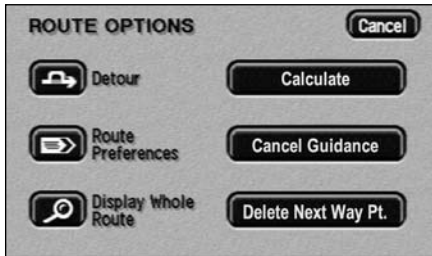 ROUTE OPTIONS
Cancel
Detour
Calculate
Route
Preferences
Cancel Guidance
Display Whole
Route
Delete Next Way Pt.